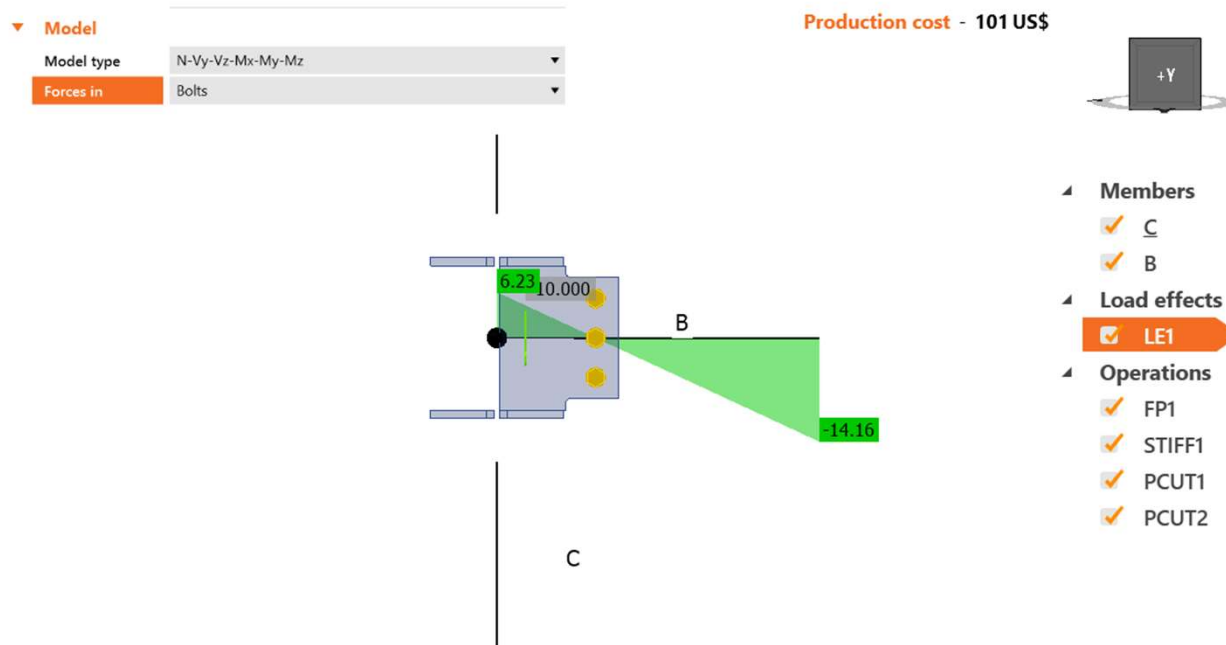 Production cost - 101 US$
Model
Model type N-Vy-Vz-Mx-My-Mz
Forces in Bolts
+Y
Members
C
B
Load effects
LE1
Operations
FP1
STIFF1
PCUT1
PCUT2
6.23
10.000
B
-14.16
C